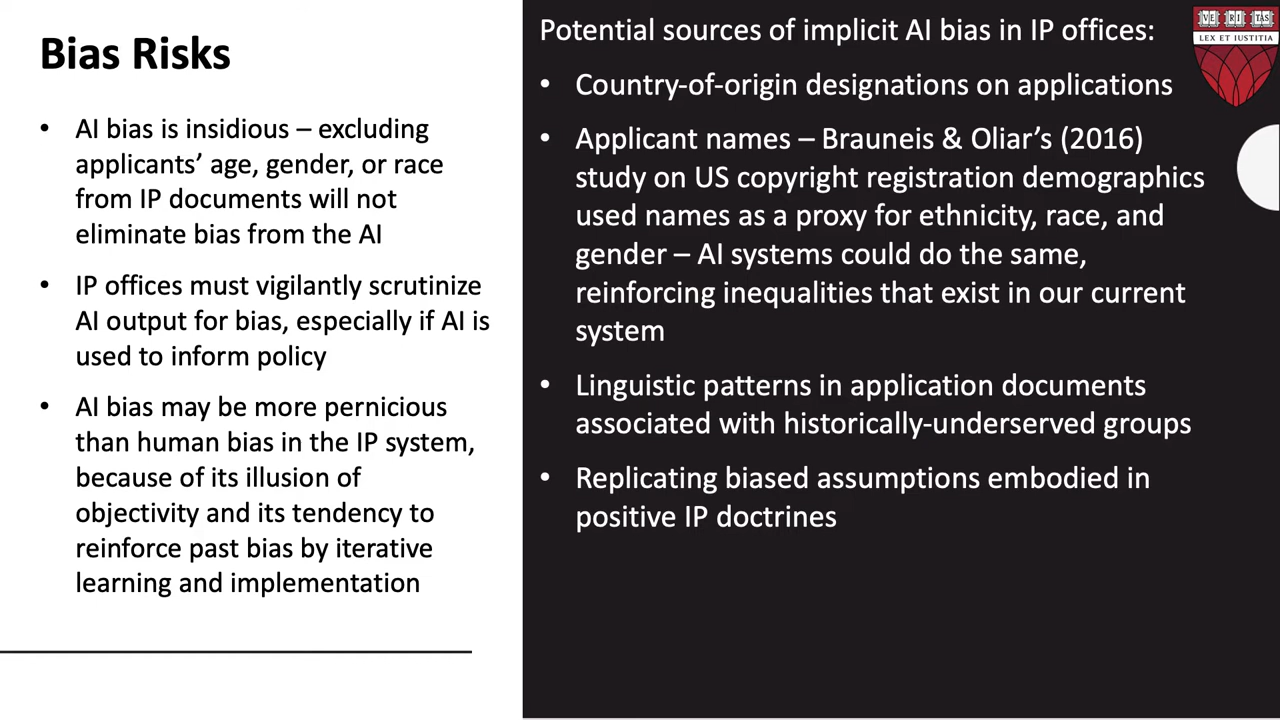 Bias Risks
• AI bias is insidious – excluding
applicants’ age, gender, or race
from IP documents will not
eliminate bias from the AI
• IP offices must vigilantly scrutinize
AI output for bias, especially if AI is
used to inform policy
• AI bias may be more pernicious
than human bias in the IP system,
because of its illusion of
objectivity and its tendency to
reinforce past bias by iterative
learning and implementation
Potential sources of implicit AI bias in IP offices:
• Country-of-origin designations on applications
• Applicant names – Brauneis & Oliar’s (2016)
study on US copyright registration demographics
used names as a proxy for ethnicity, race, and
gender – AI systems could do the same,
reinforcing inequalities that exist in our current
system
• Linguistic patterns in application documents
associated with historically-underserved groups
• Replicating biased assumptions embodied in
positive IP doctrines
VE RI TAS
LEX ET IUSTITIA